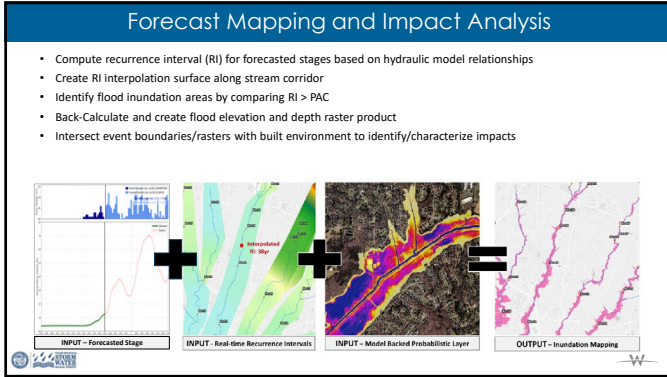 Forecast Mapping and Impact Analysis
• Compute recurrence interval (RI) for forecasted stages based on hydraulic model relationships
• Create RI interpolation surface along stream corridor
• Identify flood inundation areas by comparing RI > PAC
• Back-Calculate and create flood elevation and depth raster product
• Intersect event boundaries/rasters with built environment to identify/characterize impacts
Interpolated
RI: 38yr
INPUT – Forecasted Stage
INPUT - Real-time Recurrence Intervals
INPUT – Model Backed Probabilistic Layer
OUTPUT – Inundation Mapping
STORM
WATER